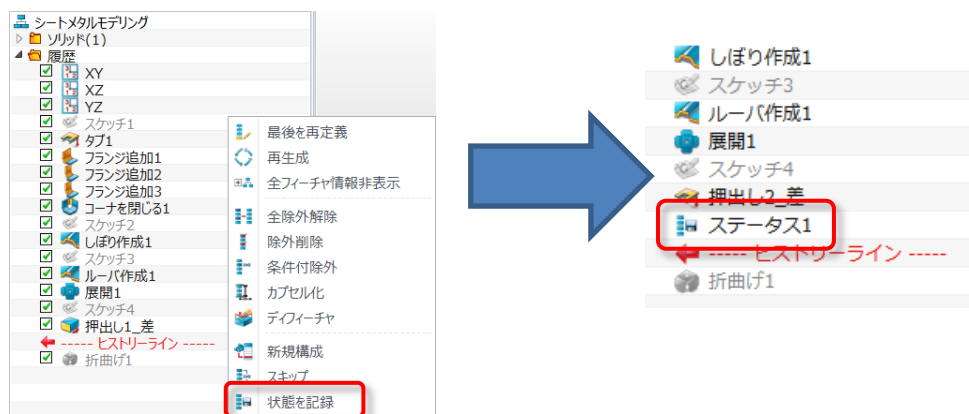 シートメタルモデリング
ソリッド(1)
履歴
XY
XZ
YZ
スケッチ1
タブ1
フランジ追加1
フランジ追加2
フランジ追加3
コーナを閉じる1
スケッチ2
しぼり作成1
スケッチ3
ルーバ作成1
展開1
スケッチ4
押出し1_差
----- ヒストリーライン -----
折曲げ1
最後を再定義
再生成
全フィーチャ情報非表示
全除外解除
除外削除
条件付除外
カプセル化
ディフィーチャ
新規構成
スキップ
状態を記録
しぼり作成1
スケッチ3
ルーバ作成1
展開1
スケッチ4
押出し2_差
ステータス1
----- ヒストリーライン -----
折曲げ1